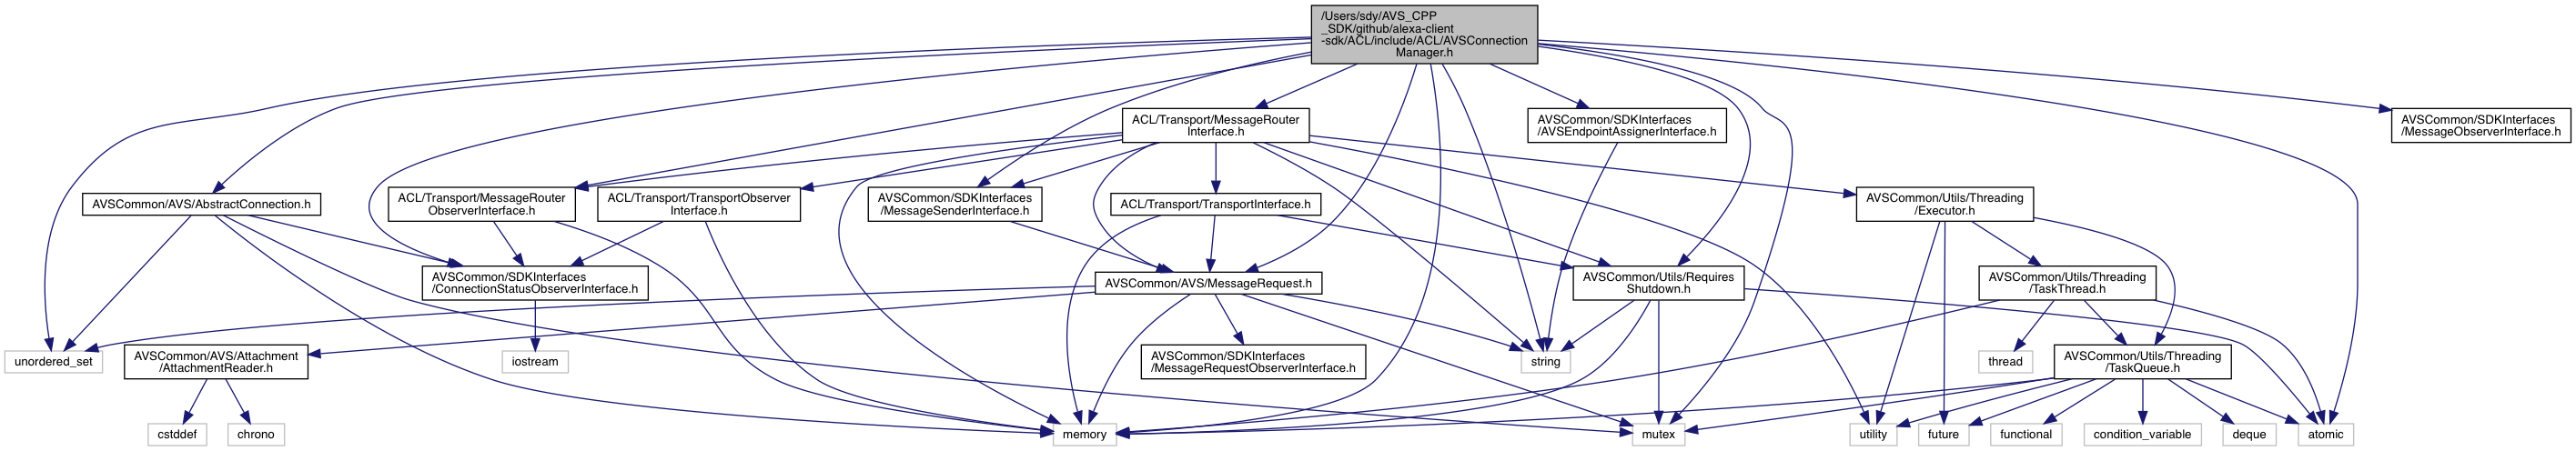 /Users/sdy/AVS_CPP
_SDK/github/alexa-client
-sdk/ACL/include/ACL/AVSConnection
Manager.h
ACL/Transport/MessageRouter
Interface.h
AVSCommon/SDKInterfaces
/AVSEndpointAssignerInterface.h
AVSCommon/SDKInterfaces
/MessageObserverInterface.h
AVSCommon/AVS/AbstractConnection.h
ACL/Transport/MessageRouter
ObserverInterface.h
ACL/Transport/TransportObserver
Interface.h
AVSCommon/SDKInterfaces
/MessageSenderInterface.h
ACL/Transport/TransportInterface.h
AVSCommon/Utils/Threading
/Executor.h
AVSCommon/SDKInterfaces
/ConnectionStatusObserverInterface.h
AVSCommon/AVS/MessageRequest.h
AVSCommon/Utils/Requires
Shutdown.h
AVSCommon/Utils/Threading
/TaskThread.h
unordered_set
AVSCommon/AVS/Attachment
/AttachmentReader.h
iostream
AVSCommon/SDKInterfaces
/MessageRequestObserverInterface.h
string
thread
AVSCommon/Utils/Threading
/TaskQueue.h
cstddef
chrono
memory
mutex
utility
future
functional
condition_variable
deque
atomic